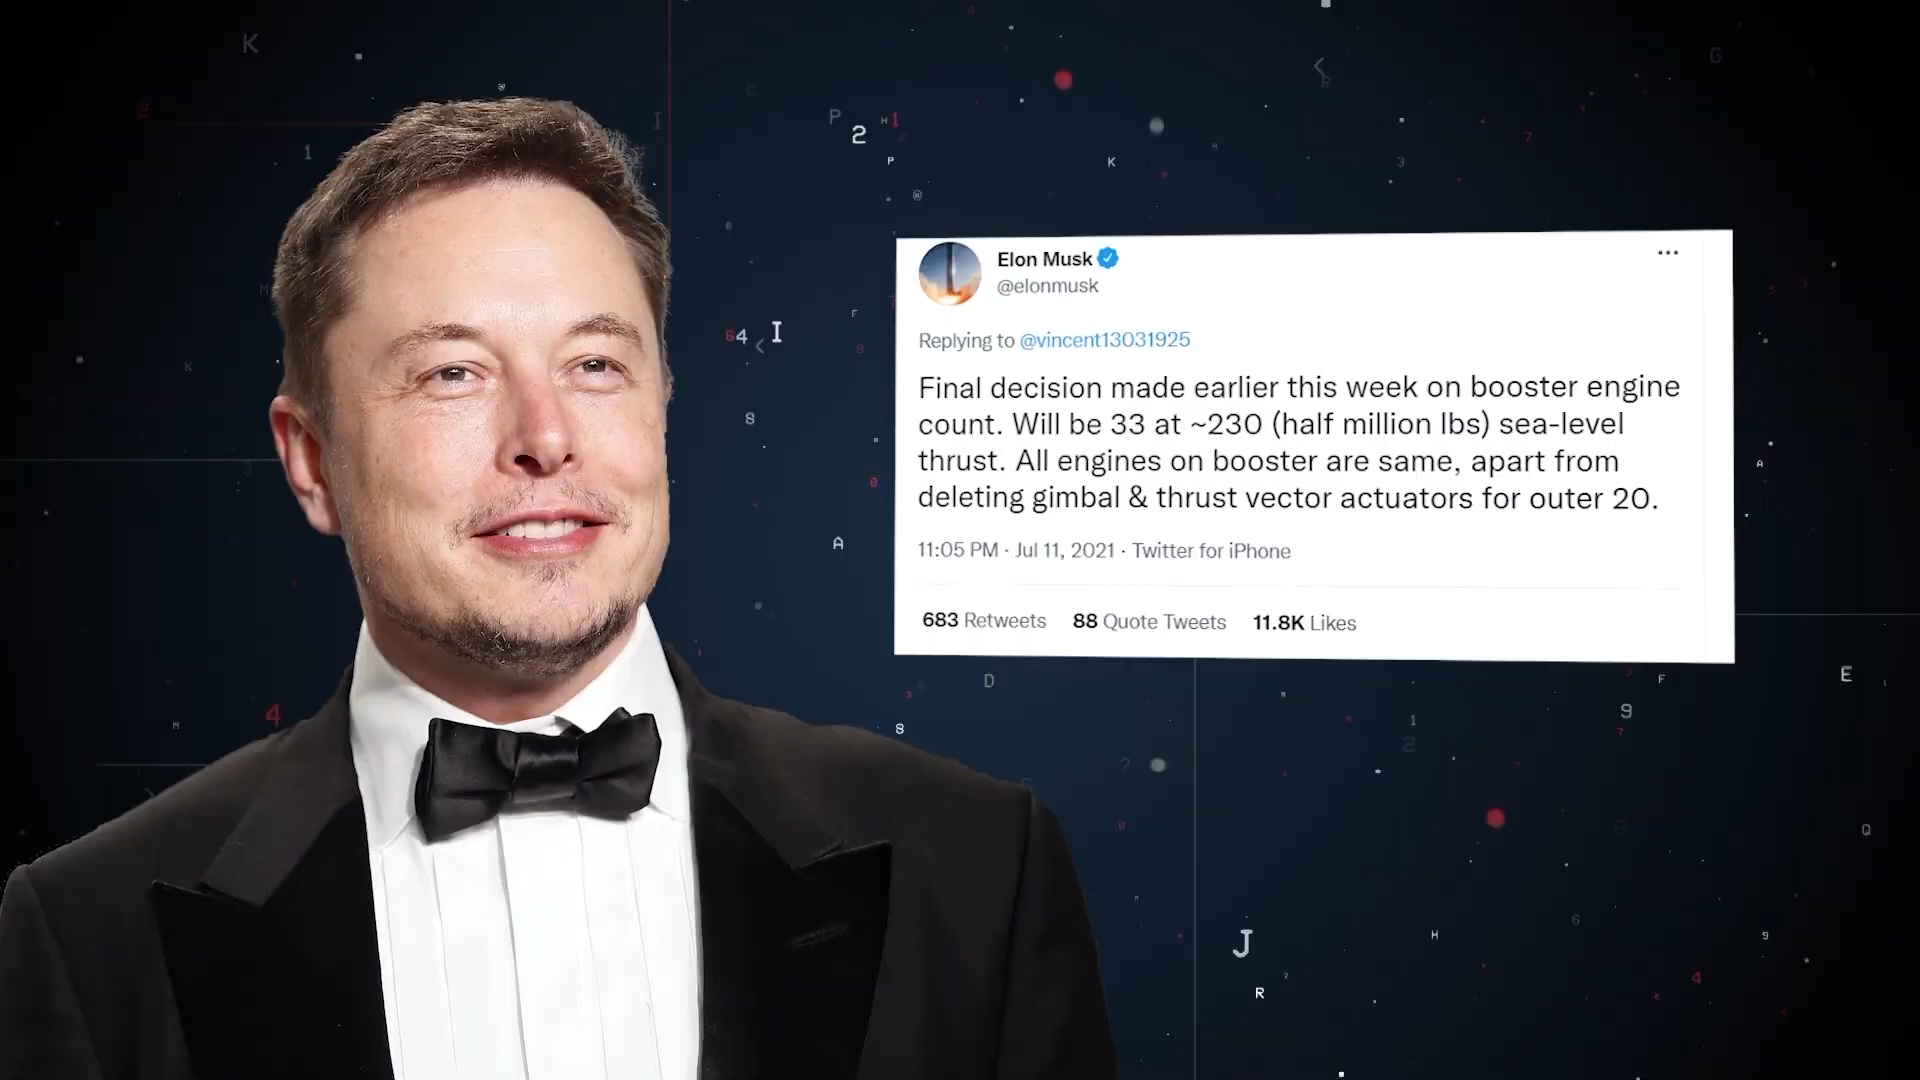 Elon Musk
@elonmusk
Replying to @vincent13031925
Final decision made earlier this week on booster engine
count. Will be 33 at ~230 (half million lbs) sea-level
thrust. All engines on booster are same, apart from
deleting gimbal & thrust vector actuators for outer 20.
11:05 PM · Jul 11, 2021 · Twitter for iPhone
683 Retweets 88 Quote Tweets 11.8K Likes